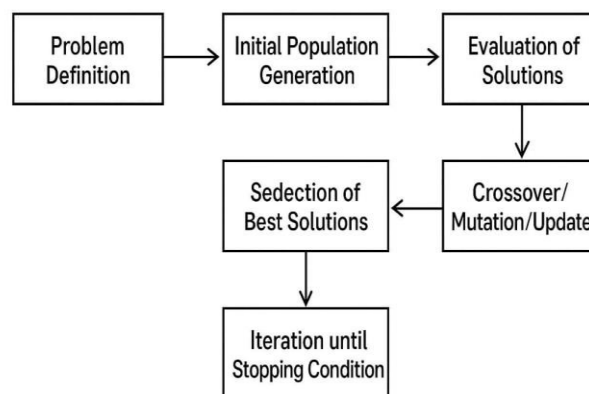 Problem
Definition
Initial Population
Generation
Evaluation of
Solutions
Crossover/
Mutation/Update
Sedection of
Best Solutions
Iteration until
Stopping Condition